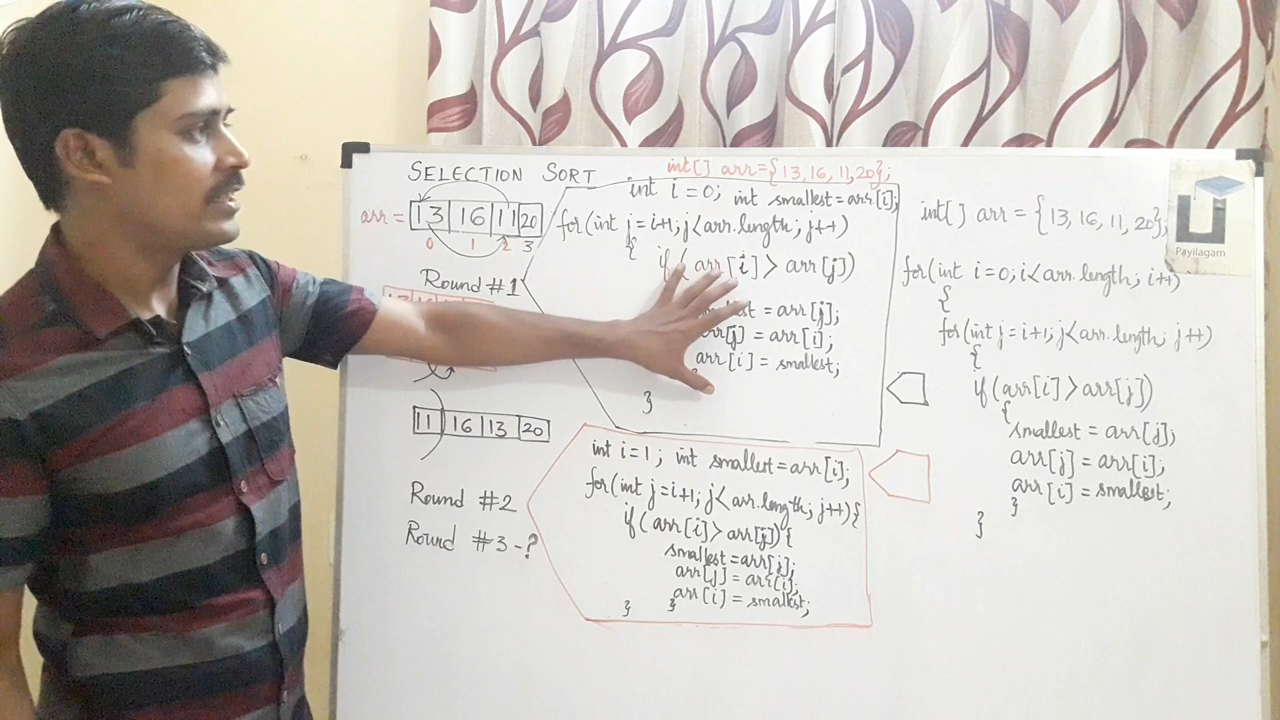 SELECTION SORT
arr = 13 16 11 20
0 1 2 3
Round #1
11 16 13 20
Round #2
Round #3-?
int[] arr={13,16,11,20};
int i=0; int smallest=arr[i];
for(int j=i+1;j<arr.length;j++)
{ if(arr[i]>arr[j])
= arr[j];
arr[j] = arr[i];
arr[i] = smallest;
}
int i=1; int smallest=arr[i];
for(int j=i+1; j<arr.length; j++){
if(arr[i]>arr[j]){
smallest=arr[j];
arr[j] = arr[i];
arr[i] = smallest;
} }
int[] arr = {13, 16, 11, 20};
for(int i=0;i<arr.length; i++)
{
for(int j=i+1;j<arr.length; j++)
{
if(arr[i]>arr[j])
{
smallest = arr[j];
arr[j] = arr[i];
arr[i] = smallest;
}
}
Payilagam